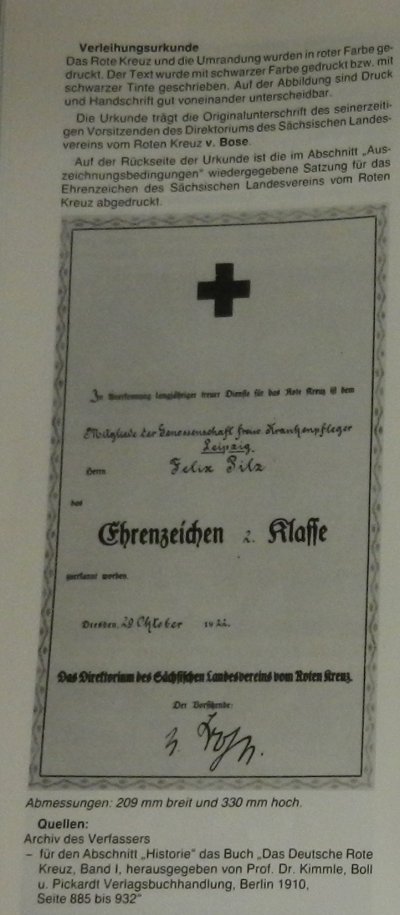 Verleihungsurkunde
Das Rote Kreuz und die Umrandung wurden in roter Farbe ge-
druckt. Der Text wurde mit schwarzer Farbe gedruckt bzw. mit
schwarzer Tinte geschrieben. Auf der Abbildung sind Druck
und Handschrift gut voneinander unterscheidbar.
Die Urkunde trägt die Originalunterschrift des seinerzeiti-
gen Vorsitzenden des Direktoriums des Sächsischen Landes-
vereins vom Roten Kreuz v. Bose.
Auf der Rückseite der Urkunde ist die im Abschnitt „Aus-
zeichnungsbedingungen“ wiedergegebene Satzung für das
Ehrenzeichen des Sächsischen Landesvereins vom Roten
Kreuz abgedruckt.
In Anerkennung langjähriger treuer Dienste für das Rote Kreuz ist dem
Mitgliede der Genossenschaft freiw. Krankenpfleger
Leipzig
Herrn Felix Pilz
das
Ehrenzeichen 2. Klasse
zuerkannt worden.
Dresden, 29 Oktober 1922.
Das Direktorium des Sächsischen Landesvereins vom Roten Kreuz.
Der Vorsitzende:
v. Bose.
Abmessungen: 209 mm breit und 330 mm hoch.
Quellen:
Archiv des Verfassers
– für den Abschnitt „Historie“ das Buch „Das Deutsche Rote
Kreuz, Band I, herausgegeben von Prof. Dr. Kimmle, Boll
u. Pickardt Verlagsbuchhandlung, Berlin 1910,
Seite 885 bis 932“